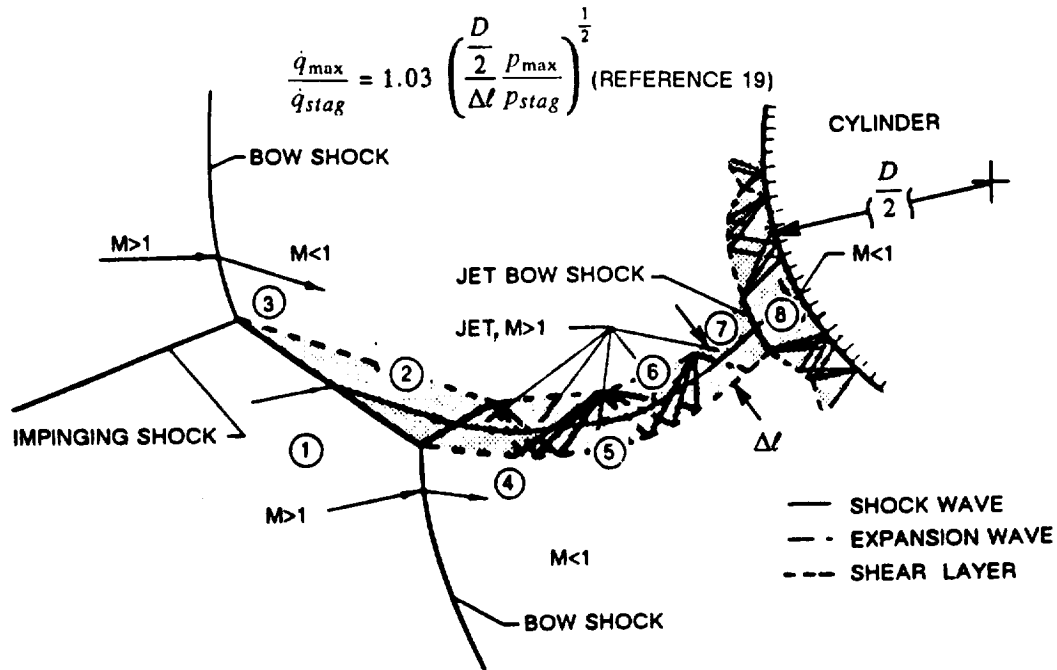 q̇max / q̇stag = 1.03 ( (D/2)/Δℓ pmax/pstag )^1/2 (REFERENCE 19)
CYLINDER
BOW SHOCK
D/2
M>1
M<1
M<1
JET BOW SHOCK
3
8
7
JET, M>1
2
6
IMPINGING SHOCK
1
5
Δℓ
4
M>1
SHOCK WAVE
EXPANSION WAVE
M<1
SHEAR LAYER
BOW SHOCK